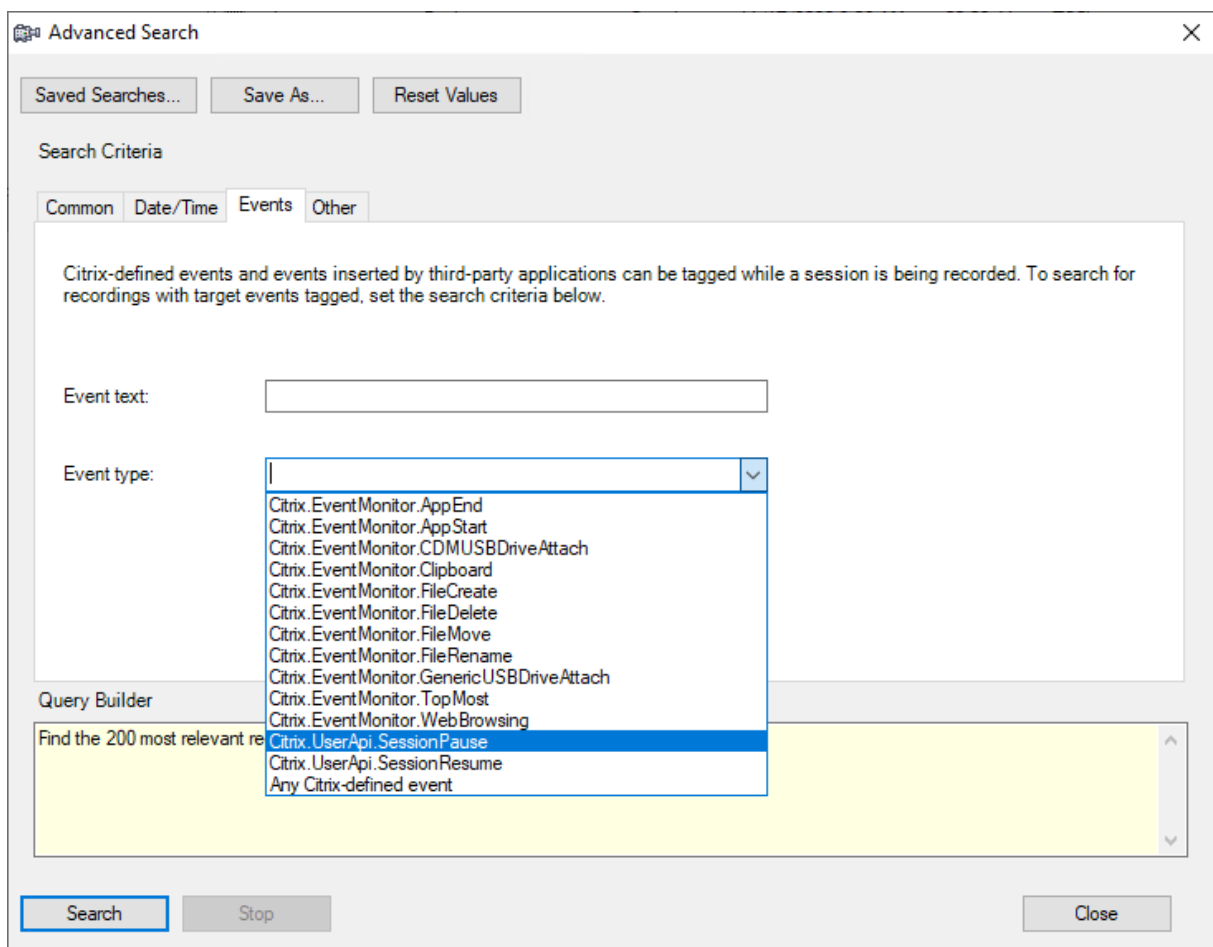 Advanced Search
Saved Searches... Save As... Reset Values
Search Criteria
Common Date/Time Events Other
Citrix-defined events and events inserted by third-party applications can be tagged while a session is being recorded. To search for
recordings with target events tagged, set the search criteria below.
Event text:
Event type:
Citrix.EventMonitor.AppEnd
Citrix.EventMonitor.AppStart
Citrix.EventMonitor.CDMUSBDriveAttach
Citrix.EventMonitor.Clipboard
Citrix.EventMonitor.FileCreate
Citrix.EventMonitor.FileDelete
Citrix.EventMonitor.FileMove
Citrix.EventMonitor.FileRename
Citrix.EventMonitor.GenericUSBDriveAttach
Citrix.EventMonitor.TopMost
Citrix.EventMonitor.WebBrowsing
Citrix.UserApi.SessionPause
Citrix.UserApi.SessionResume
Any Citrix-defined event
Query Builder
Find the 200 most relevant re
Search Stop Close